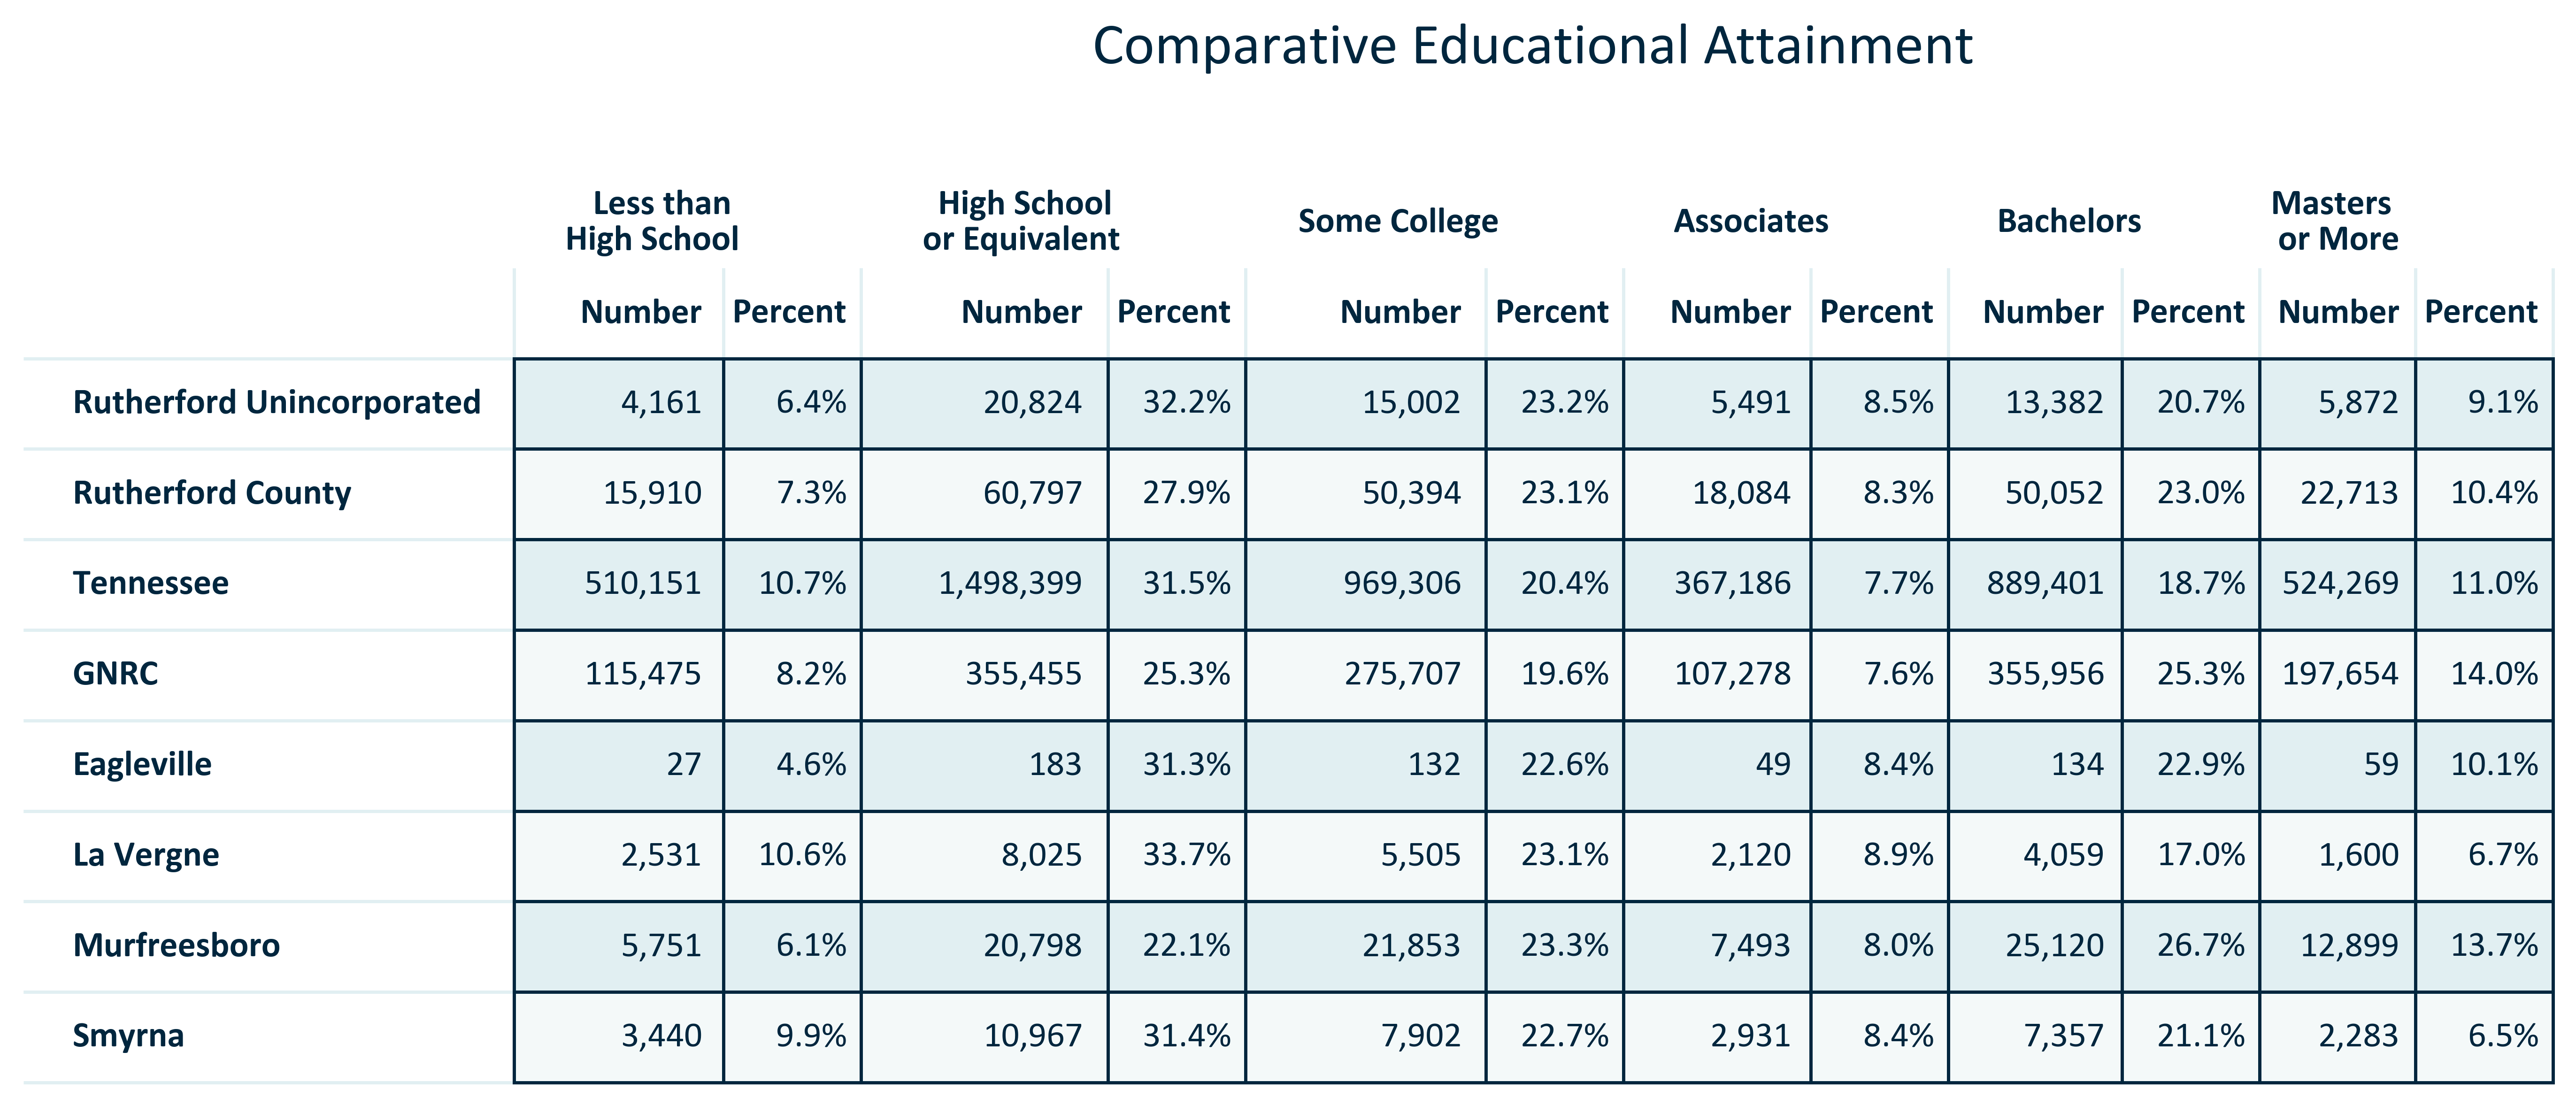 Comparative Educational Attainment
Less than
High School
High School
or Equivalent
Some College
Associates
Bachelors
Masters
or More
Number Percent Number Percent Number Percent Number Percent Number Percent Number Percent
Rutherford Unincorporated 4,161 6.4% 20,824 32.2% 15,002 23.2% 5,491 8.5% 13,382 20.7% 5,872 9.1%
Rutherford County 15,910 7.3% 60,797 27.9% 50,394 23.1% 18,084 8.3% 50,052 23.0% 22,713 10.4%
Tennessee 510,151 10.7% 1,498,399 31.5% 969,306 20.4% 367,186 7.7% 889,401 18.7% 524,269 11.0%
GNRC 115,475 8.2% 355,455 25.3% 275,707 19.6% 107,278 7.6% 355,956 25.3% 197,654 14.0%
Eagleville 27 4.6% 183 31.3% 132 22.6% 49 8.4% 134 22.9% 59 10.1%
La Vergne 2,531 10.6% 8,025 33.7% 5,505 23.1% 2,120 8.9% 4,059 17.0% 1,600 6.7%
Murfreesboro 5,751 6.1% 20,798 22.1% 21,853 23.3% 7,493 8.0% 25,120 26.7% 12,899 13.7%
Smyrna 3,440 9.9% 10,967 31.4% 7,902 22.7% 2,931 8.4% 7,357 21.1% 2,283 6.5%